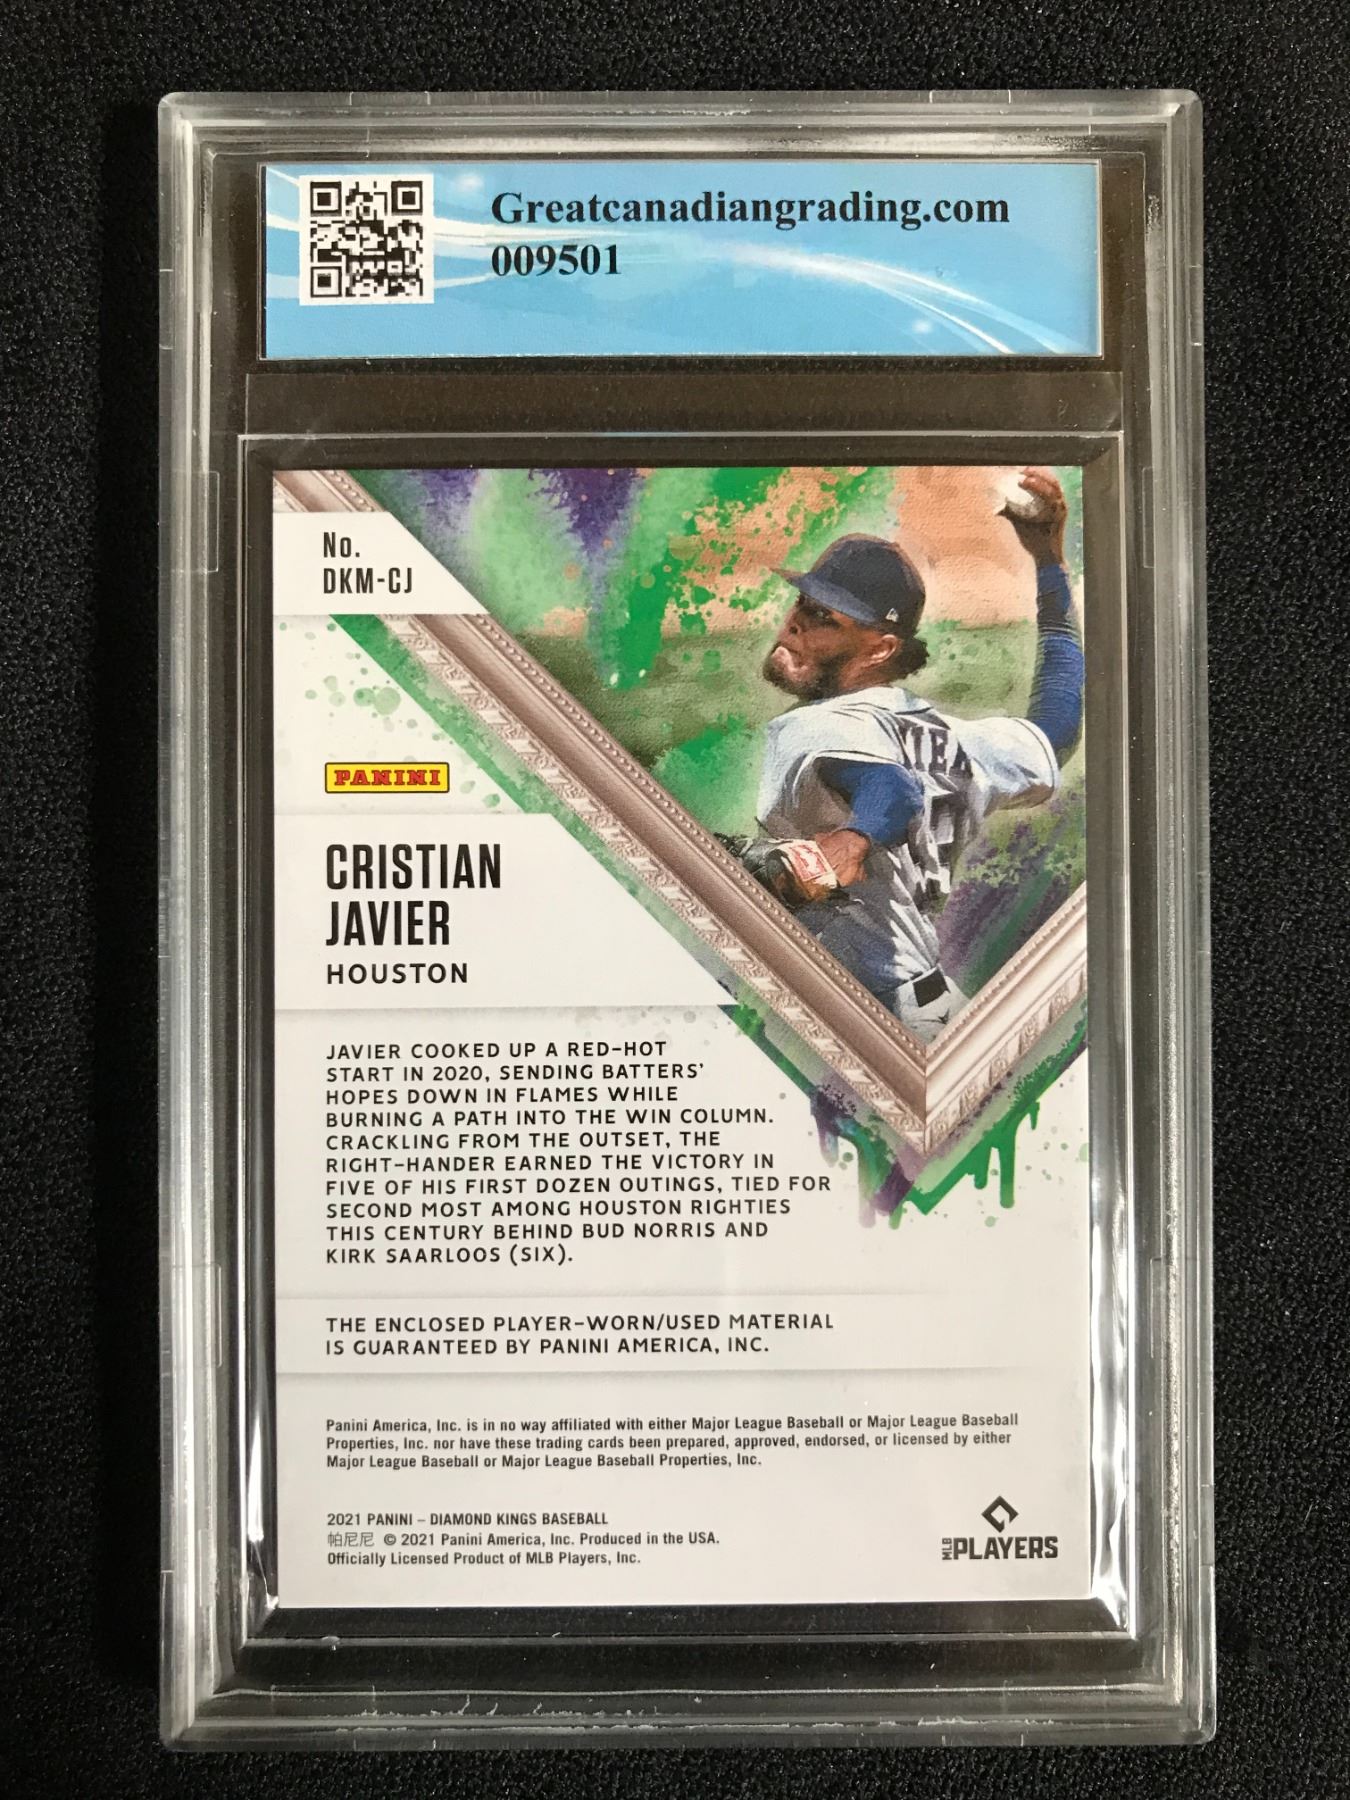 Greatcanadiangrading.com
009501
No.
DKM-CJ
PANINI
CRISTIAN
JAVIER
HOUSTON
JAVIER COOKED UP A RED-HOT
START IN 2020, SENDING BATTERS'
HOPES DOWN IN FLAMES WHILE
BURNING A PATH INTO THE WIN COLUMN.
CRACKLING FROM THE OUTSET, THE
RIGHT-HANDER EARNED THE VICTORY IN
FIVE OF HIS FIRST DOZEN OUTINGS, TIED FOR
SECOND MOST AMONG HOUSTON RIGHTIES
THIS CENTURY BEHIND BUD NORRIS AND
KIRK SAARLOOS (SIX).
THE ENCLOSED PLAYER-WORN/USED MATERIAL
IS GUARANTEED BY PANINI AMERICA, INC.
Panini America, Inc. is in no way affiliated with either Major League Baseball or Major League Baseball
Properties, Inc. nor have these trading cards been prepared, approved, endorsed, or licensed by either
Major League Baseball or Major League Baseball Properties, Inc.
2021 PANINI – DIAMOND KINGS BASEBALL
帕尼尼 © 2021 Panini America, Inc. Produced in the USA.
Officially Licensed Product of MLB Players, Inc.
MLB PLAYERS